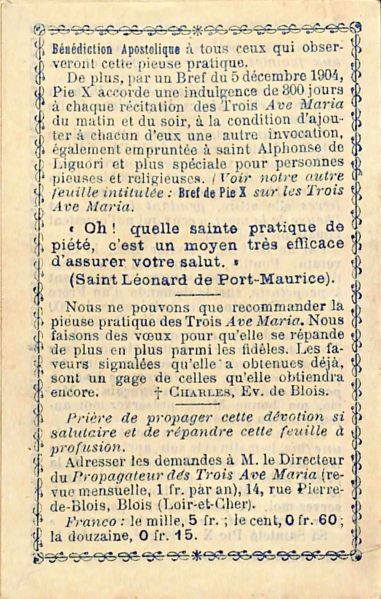 Bénédiction Apostolique à tous ceux qui obser-
veront cette pieuse pratique.
De plus, par un Bref du 5 décembre 1904,
Pie X accorde une indulgence de 300 jours
à chaque récitation des Trois Ave Maria
du matin et du soir, à la condition d'ajou-
ter à chacun d'eux une autre invocation,
également empruntée à saint Alphonse de
Liguori et plus spéciale pour personnes
pieuses et religieuses. (Voir notre autre
feuille intitulée : Bref de Pie X sur les Trois
Ave Maria.
« Oh ! quelle sainte pratique de
piété, c'est un moyen très efficace
d'assurer votre salut. »
(Saint Léonard de Port-Maurice).
Nous ne pouvons que recommander la
pieuse pratique des Trois Ave Maria. Nous
faisons des vœux pour qu'elle se répande
de plus en plus parmi les fidèles. Les fa-
veurs signalées qu'elle a obtenues déjà,
sont un gage de celles qu'elle obtiendra
encore. † CHARLES, Ev. de Blois.
Prière de propager cette dévotion si
salutaire et de répandre cette feuille à
profusion.
Adresser les demandes à M. le Directeur
du Propagateur des Trois Ave Maria (re-
vue mensuelle, 1 fr. par an), 14, rue Pierre-
de-Blois, Blois (Loir-et-Cher).
Franco : le mille, 5 fr. ; le cent, 0 fr. 60 ;
la douzaine, 0 fr. 15.